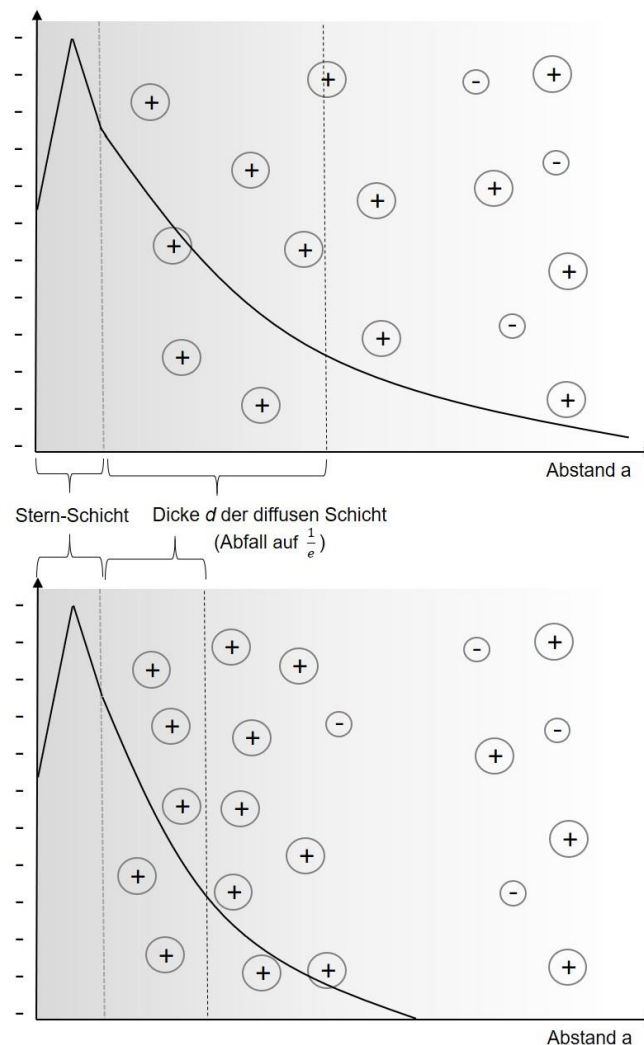 Abstand a
Stern-Schicht
Dicke d der diffusen Schicht
(Abfall auf 1/e)
Abstand a